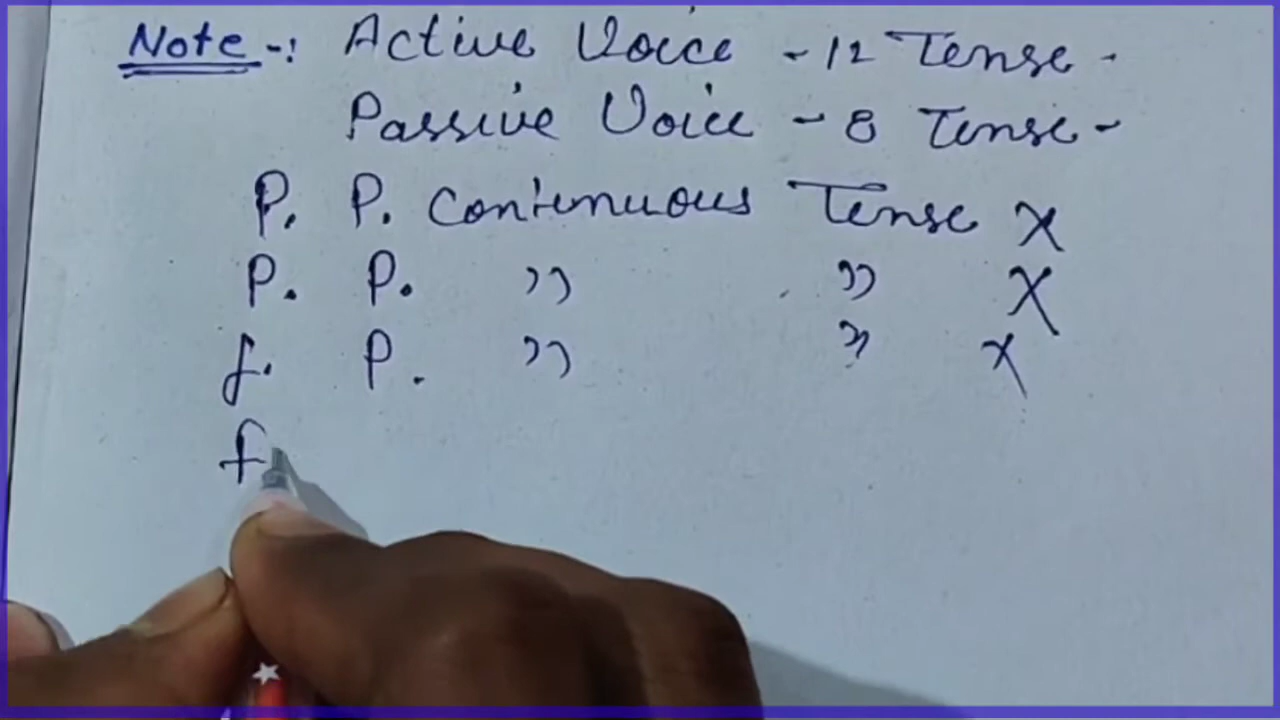 Note -: Active Voice - 12 Tense -
Passive Voice - 8 Tense -
P. P. Continuous Tense X
P. P. ,, ,, X
f. P. ,, ,, X
f